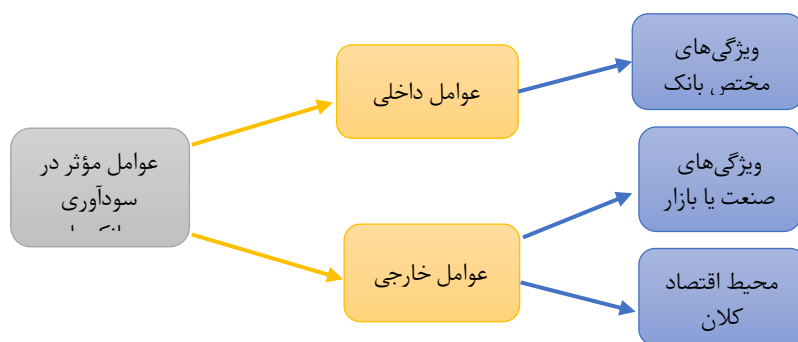 عوامل مؤثر در
سودآوری
عوامل داخلی
عوامل خارجی
ویژگی‌های
مختص بانک
ویژگی‌های
صنعت یا بازار
محیط اقتصاد
کلان